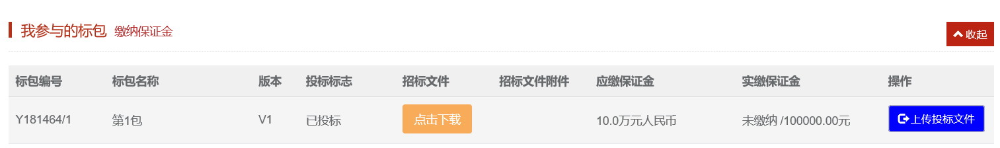 我参与的标包 缴纳保证金
收起
标包编号 标包名称 版本 投标标志 招标文件 招标文件附件 应缴保证金 实缴保证金 操作
Y181464/1 第1包 V1 已投标 点击下载 10.0万元人民币 未缴纳 /100000.00元 上传投标文件